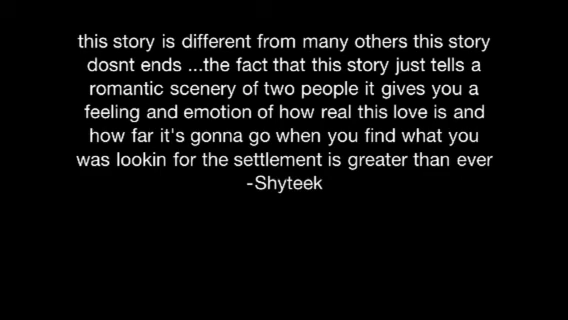 this story is different from many others this story
dosnt ends ...the fact that this story just tells a
romantic scenery of two people it gives you a
feeling and emotion of how real this love is and
how far it's gonna go when you find what you
was lookin for the settlement is greater than ever
-Shyteek